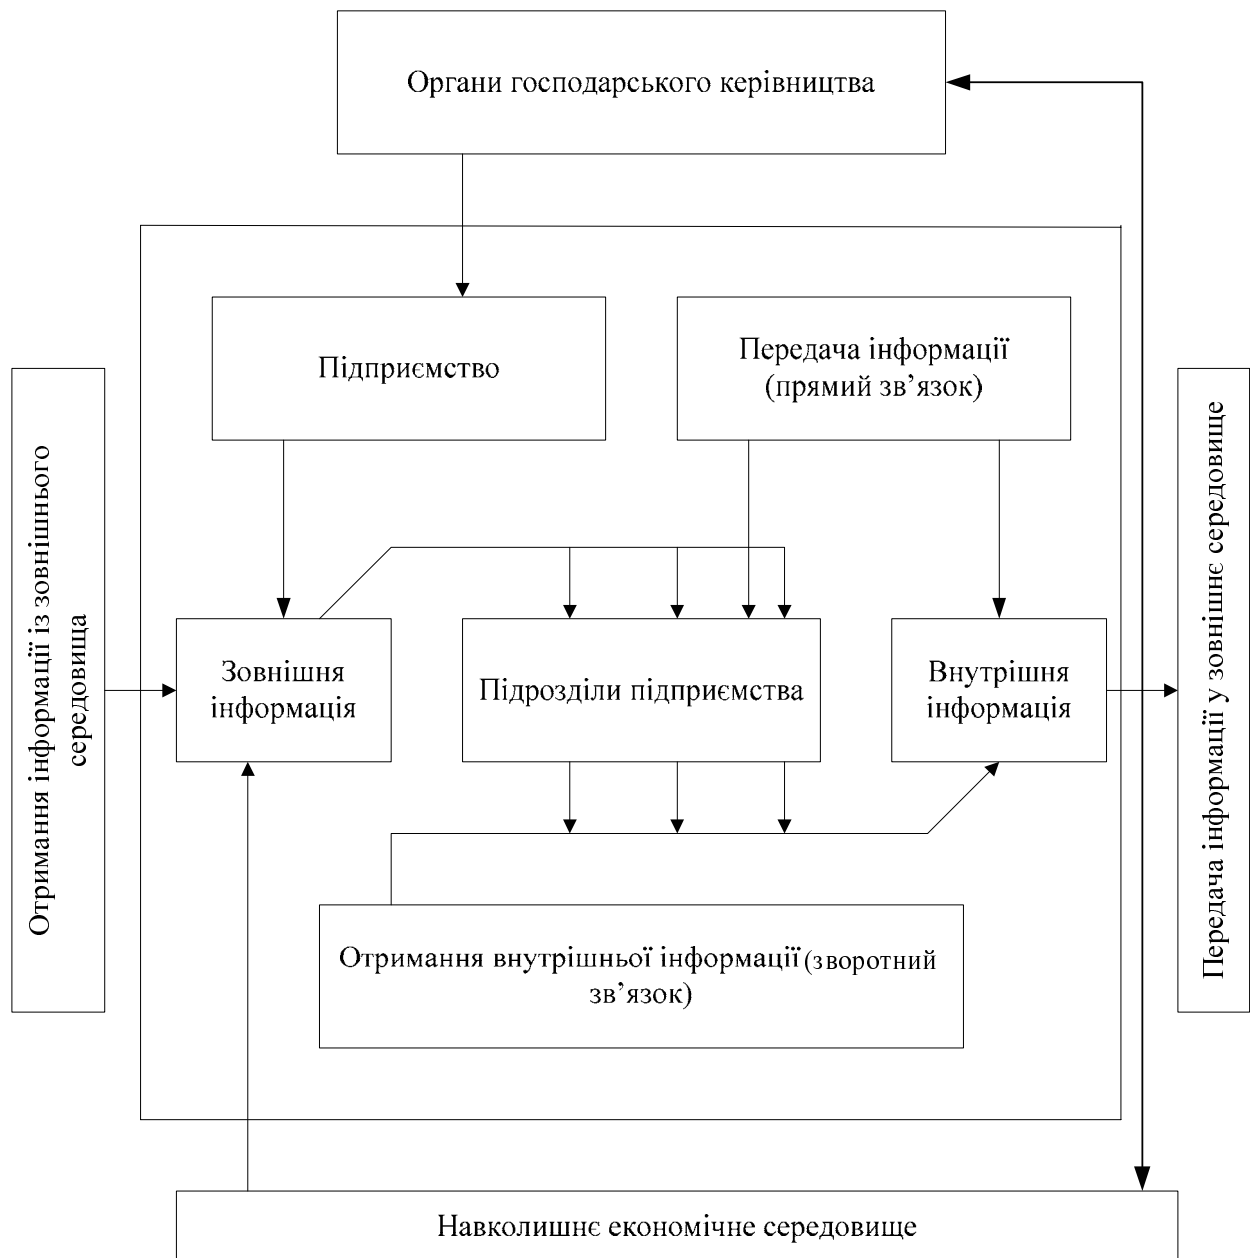 Органи господарського керівництва
Підприємство
Передача інформації
(прямий зв’язок)
Отримання інформації із зовнішнього
середовища
Зовнішня
інформація
Підрозділи підприємства
Внутрішня
інформація
Передача інформації у зовнішнє середовище
Отримання внутрішньої інформації (зворотний
зв’язок)
Навколишнє економічне середовище